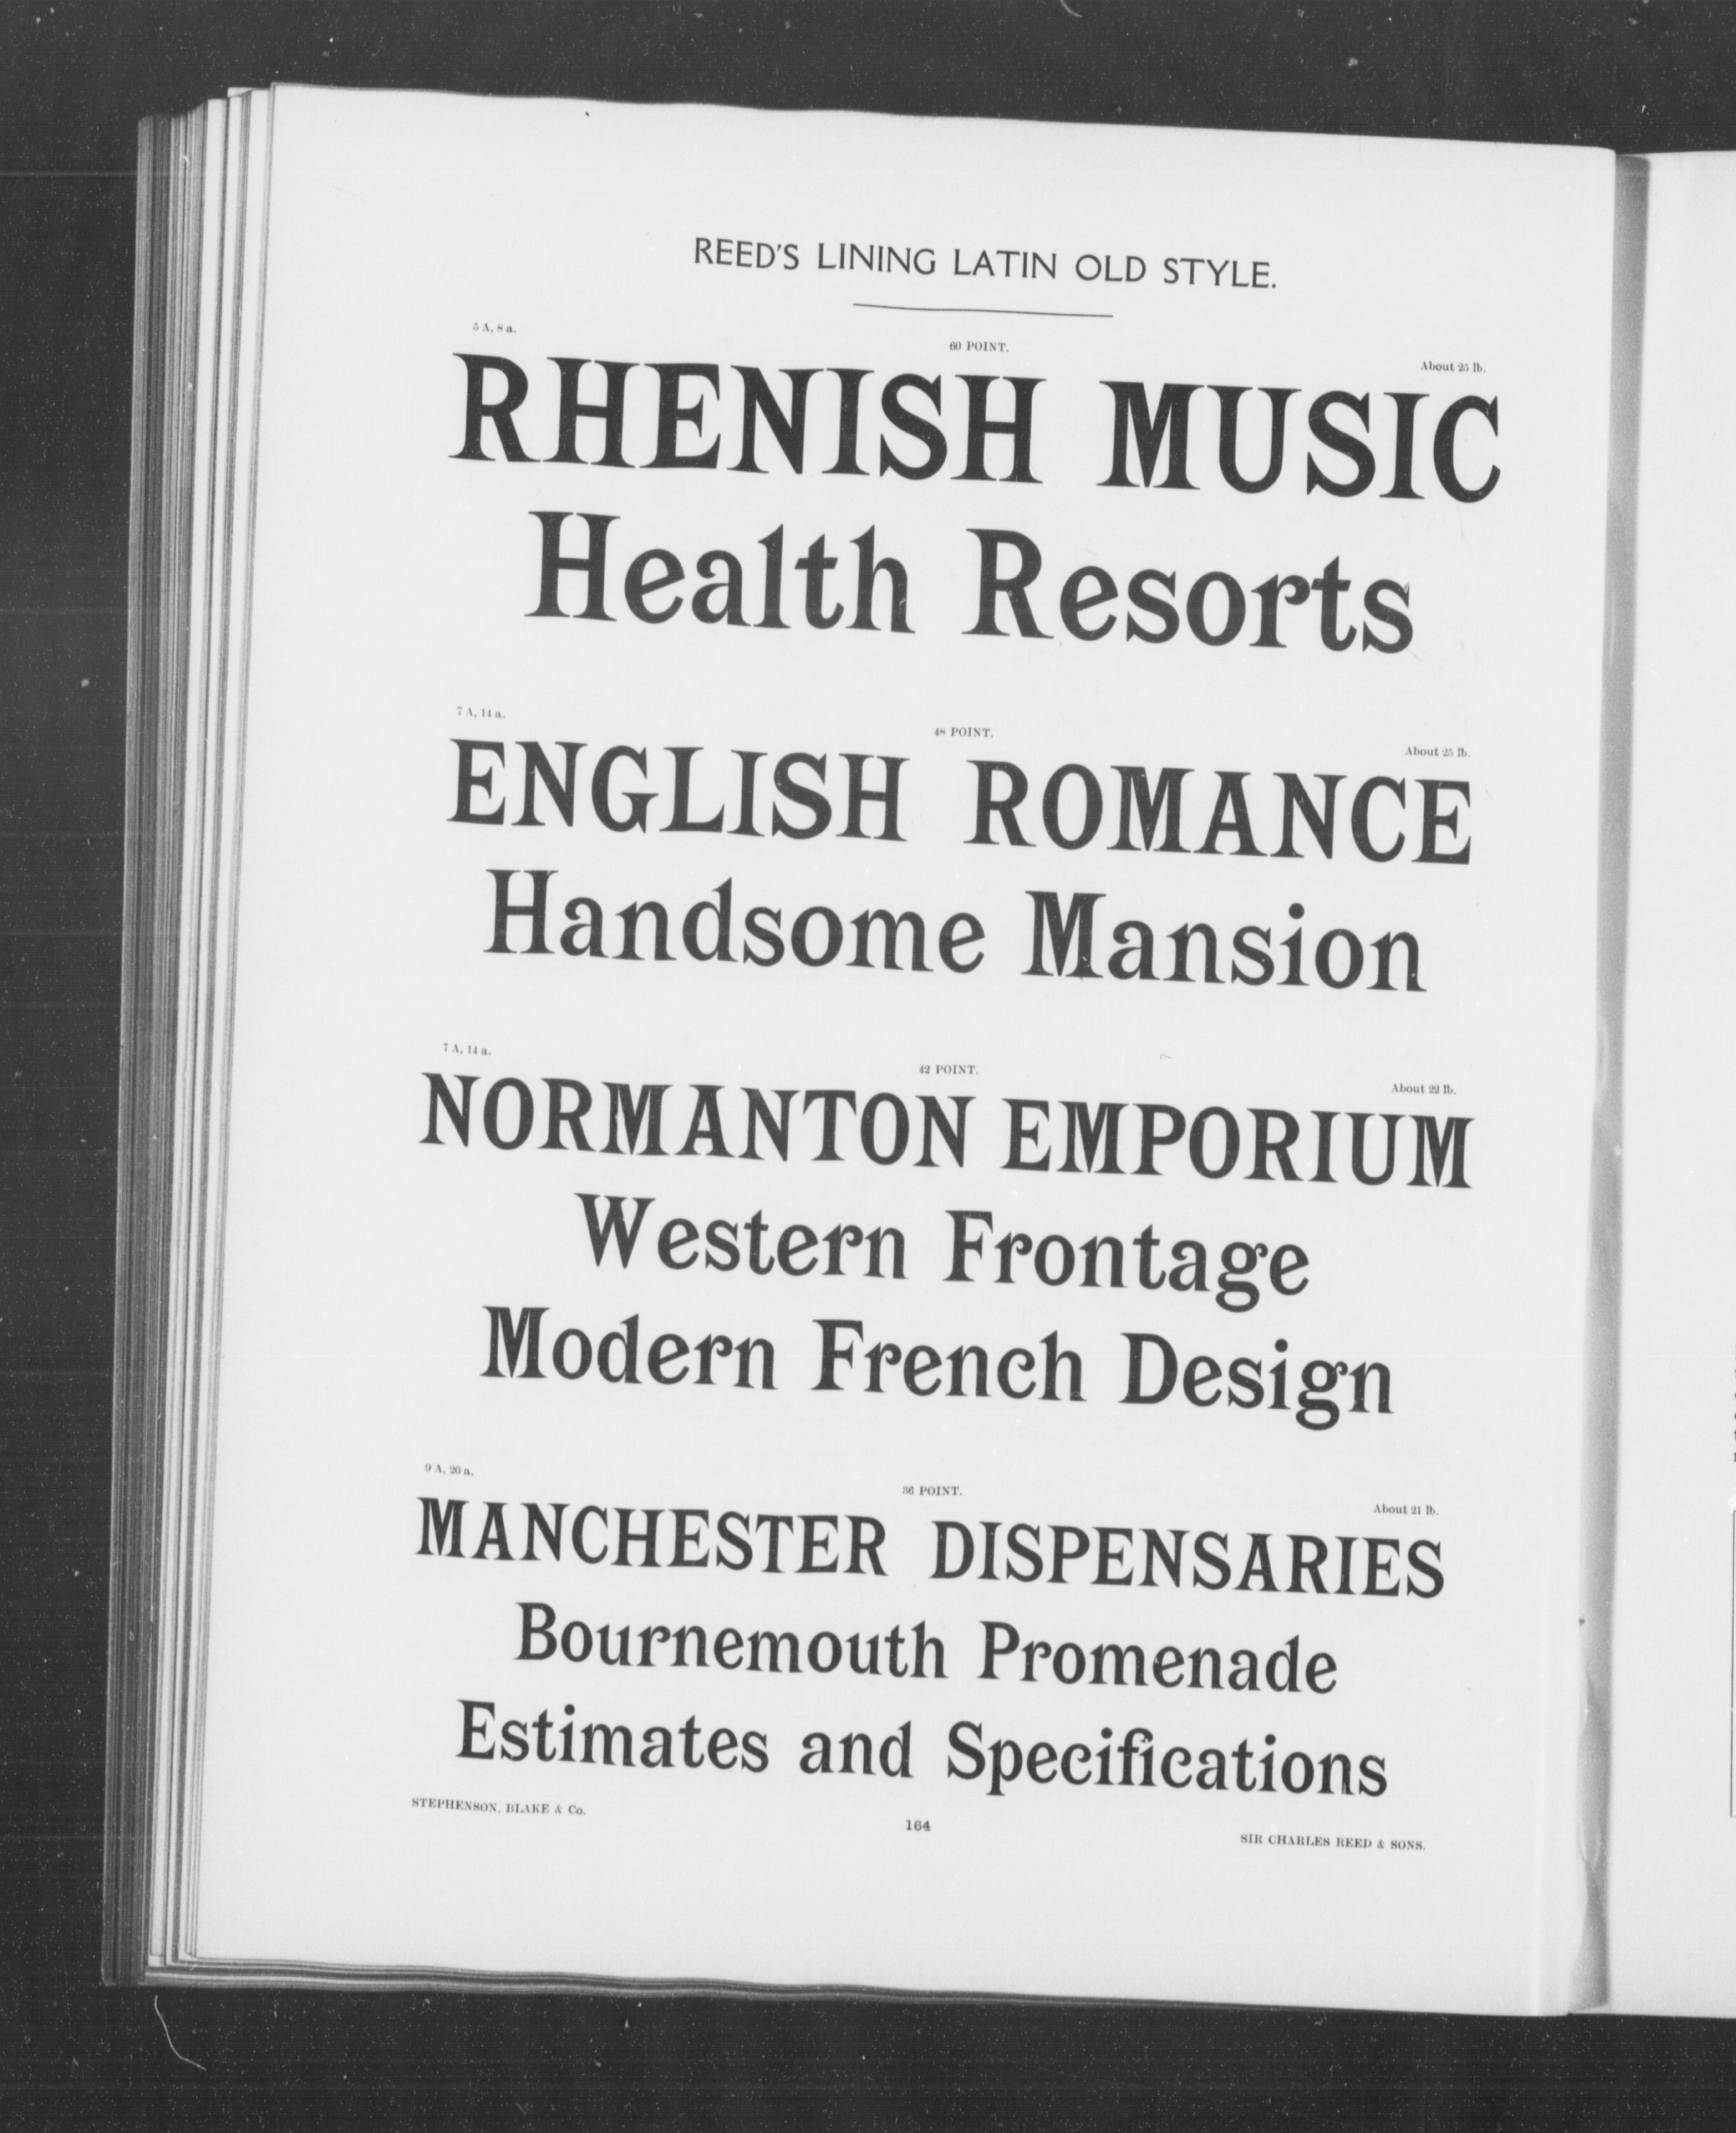 REED'S LINING LATIN OLD STYLE.
5 A, 8 a.
60 POINT.
About 25 lb.
RHENISH MUSIC
Health Resorts
7 A, 14 a.
48 POINT.
About 25 lb.
ENGLISH ROMANCE
Handsome Mansion
7 A, 14 a.
42 POINT.
About 22 lb.
NORMANTON EMPORIUM
Western Frontage
Modern French Design
9 A, 20 a.
36 POINT.
About 21 lb.
MANCHESTER DISPENSARIES
Bournemouth Promenade
Estimates and Specifications
STEPHENSON, BLAKE & Co.
164
SIR CHARLES REED & SONS.